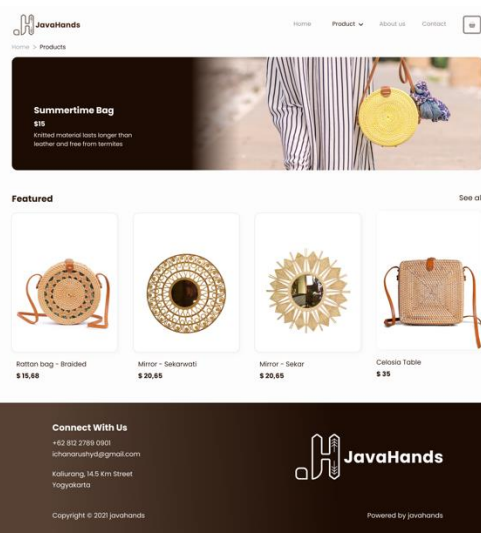 JavaHands
Home Product About us Contact
Home > Products
Summertime Bag
$15
Knitted material lasts longer than
leather and free from termites
Featured
See al
Rattan bag - Braided
$ 15,68
Mirror - Sekarwati
$ 20,65
Mirror - Sekar
$ 20,65
Celosia Table
$ 35
Connect With Us
+62 812 2789 0901
ichanarushyd@gmail.com
Kaliurang, 14.5 Km Street
Yogyakarta
Copyright © 2021 javahands
JavaHands
Powered by javahands